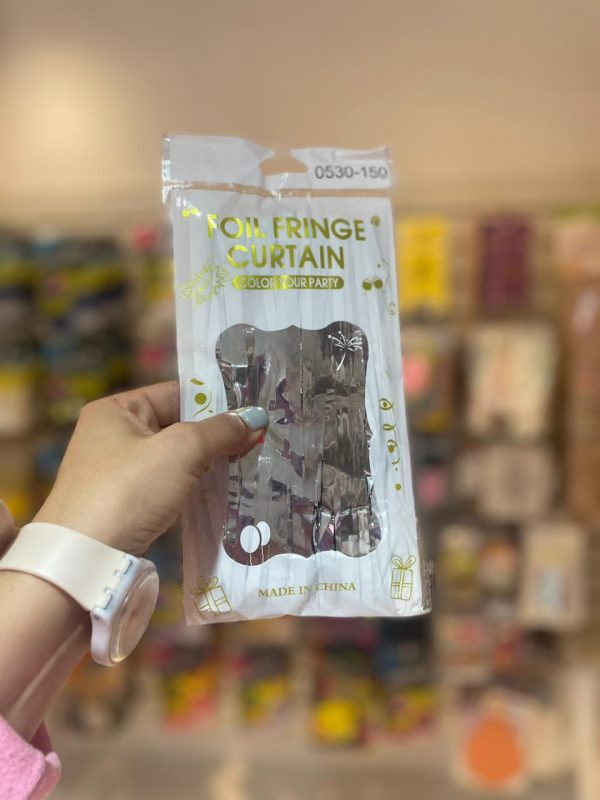 0530-150
FOIL FRINGE
CURTAIN
COLOR YOUR PARTY
MADE IN CHINA